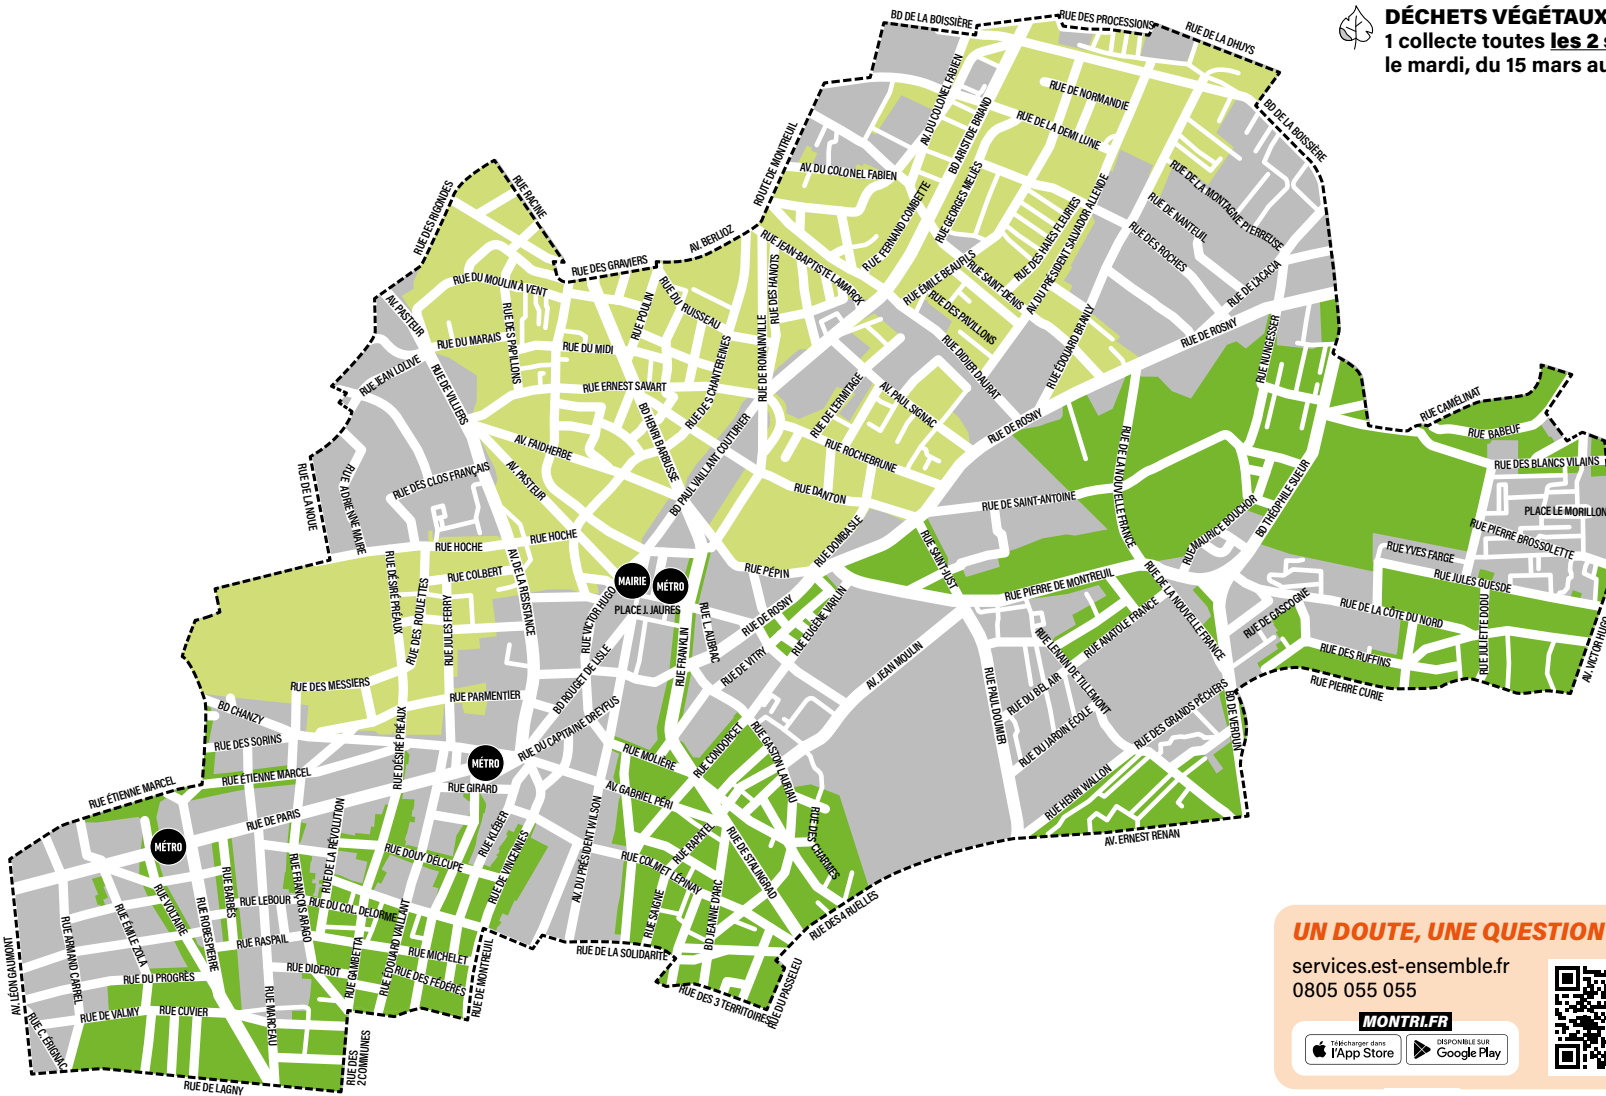 DÉCHETS VÉGÉTAUX
1 collecte toutes les 2 s
le mardi, du 15 mars au
BD DE LA BOISSIÈRE
RUE DES PROCESSIONS
RUE DE LA DHUYS
BD DE LA BOISSIÈRE
AV. DU COLONEL FABIEN
BD ARISTIDE BRIAND
RUE DE NORMANDIE
RUE DE LA DEMI LUNE
ROUTE DE MONTREUIL
AV. DU COLONEL FABIEN
RUE FERNAND COMBETTE
RUE GEORGES MELIÈS
RUE DE LA MONTAGNE PIERREUSE
RUE DE NANTEUIL
RUE DES ROCHES
RUE DE L'ACACIA
RUE DES HAIES FLEURIES
AV. DU PRÉSIDENT SALVADOR ALLENDE
RUE RACINE
RUE DES RIGONDES
AV. BERLIOZ
RUE DES GRAVIERS
RUE JEAN-BAPTISTE LAMARCK
RUE ÉMILE BEAUFILS
RUE SAINT-DENIS
RUE DES PAVILLONS
RUE ÉDOUARD BRANLY
RUE DE ROSNY
RUE NUNGESSER
RUE DU MOULIN À VENT
AV. PASTEUR
RUE DES PAPILLONS
RUE POULIN
RUE DU RUISSEAU
RUE DES HANOTS
RUE DE ROMAINVILLE
RUE DES CHANTEREINES
RUE DU MARAIS
RUE DU MIDI
RUE JEAN LOUVE
RUE DE VILLIERS
RUE ERNEST SAVART
RUE DIDIER DAURAT
RUE DE L'ERMITAGE
AV. PAUL SIGNAC
RUE ROCHEBRUNE
RUE DE ROSNY
RUE CAMÉLINAT
RUE BABEUF
RUE DES BLANCS VILAINS
PLACE LE MORILLON
RUE PIERRE BROSSOLETTE
RUE YVES FARGE
RUE JULES GUESDE
RUE DE LA CÔTE DU NORD
RUE JULIETTE DODU
AV. VICTOR HUGO
RUE DES RUFFINS
RUE PIERRE CURIE
RUE DE GASCOGNE
RUE DE LA NOUVELLE FRANCE
RUE MAURICE BOUCHOR
BD THÉOPHILE SUEUR
RUE DE LA NOUVELLE FRANCE
RUE DE SAINT-ANTOINE
RUE DANTON
RUE DOMBASLE
RUE SAINT-JUST
RUE PIERRE DE MONTREUIL
RUE ANATOLE FRANCE
RUE LENAIN DE TILLEMONT
RUE DU BEL AIR
RUE DU JARDIN ÉCOLE
RUE PAUL DOUMER
RUE DES GRANDS PÊCHERS
BD DE VERDUN
RUE HENRI WALLON
AV. ERNEST RENAN
AV. FAIDHERBE
BD HENRI BARBUSSE
BD PAUL VAILLANT COUTURIER
AV. PASTEUR
RUE DES CLOS FRANÇAIS
RUE ADRIENNE MAIRE
RUE DE LA NOUE
RUE HOCHE
RUE HOCHE
RUE COLBERT
RUE DÉSIRÉ PRÉAUX
RUE DES ROULETTES
RUE JULES FERRY
AV. DE LA RESISTANCE
MAIRIE
MÉTRO
PLACE J. JAURES
RUE VICTOR HUGO
RUE PÉPIN
RUE DE ROSNY
RUE L. AUBRAC
RUE FRANKLIN
RUE DE VITRY
RUE EUGÈNE VARLIN
AV. JEAN MOULIN
BD ROUGET DE LISLE
RUE DU CAPITAINE DREYFUS
RUE PARMENTIER
RUE DES MESSIERS
BD CHANZY
RUE DES SORINS
RUE ÉTIENNE MARCEL
RUE ÉTIENNE MARCEL
RUE DE PARIS
RUE DÉSIRÉ PRÉAUX
MÉTRO
RUE GIRARD
MÉTRO
RUE MOLIÈRE
RUE CONDORCET
RUE GASTON LAURIAU
RUE DES CHARMES
AV. GABRIEL PÉRI
RUE RAPATEL
RUE DE STALINGRAD
RUE COLMET LÉPINAY
RUE SAIGNE
BD JEANNE D'ARC
RUE DES 4 RUELLES
RUE DU PASSELEU
RUE DES 3 TERRITOIRES
RUE DE LA SOLIDARITÉ
AV. DU PRÉSIDENT WILSON
RUE KLÉBER
RUE DE VINCENNES
RUE DOUY DELCUPE
RUE DE LA RÉVOLUTION
RUE FRANÇOIS ARAGO
RUE DU COL. DELORME
RUE ÉDOUARD VAILLANT
RUE GAMBETTA
RUE MICHELET
RUE DES FÉDÉRÉS
RUE DE MONTREUIL
RUE BARBÈS
RUE LEBOUR
RUE RASPAIL
RUE DIDEROT
RUE VOLTAIRE
RUE ROBESPIERRE
RUE ÉMILE ZOLA
RUE ARMAND CARREL
RUE DU PROGRÈS
RUE DE VALMY
RUE CUVIER
RUE MARCEAU
AV. LÉON GAUMONT
RUE C. ÉRIGNAC
RUE DE LAGNY
RUE DES
2 COMMUNES
UN DOUTE, UNE QUESTION
services.est-ensemble.fr
0805 055 055
MONTRI.FR
Télécharger dans
l'App Store
DISPONIBLE SUR
Google Play